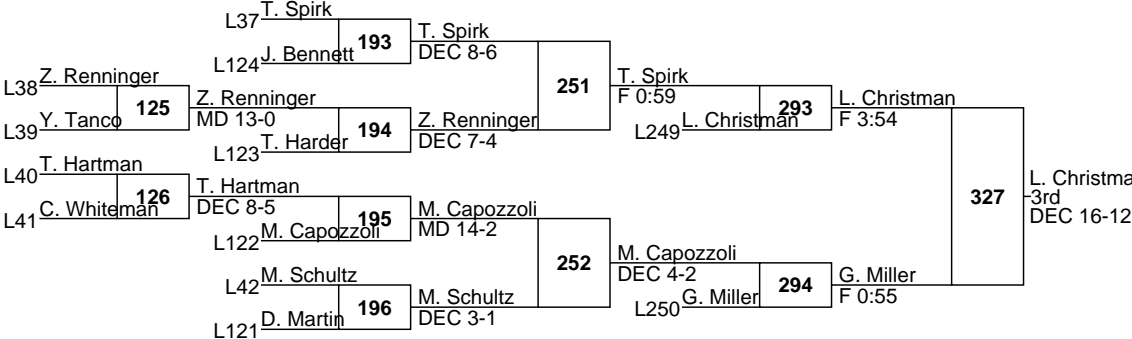 L37 T. Spirk
193
L124 J. Bennett
T. Spirk
DEC 8-6
L38 Z. Renninger
125
L39 Y. Tanco
Z. Renninger
MD 13-0
194
L123 T. Harder
Z. Renninger
DEC 7-4
251
T. Spirk
F 0:59
293
L249 L. Christman
L. Christman
F 3:54
L40 T. Hartman
126
L41 C. Whiteman
T. Hartman
DEC 8-5
195
L122 M. Capozzoli
M. Capozzoli
MD 14-2
L42 M. Schultz
196
L121 D. Martin
M. Schultz
DEC 3-1
252
M. Capozzoli
DEC 4-2
294
L250 G. Miller
G. Miller
F 0:55
327
L. Christma
3rd
DEC 16-12